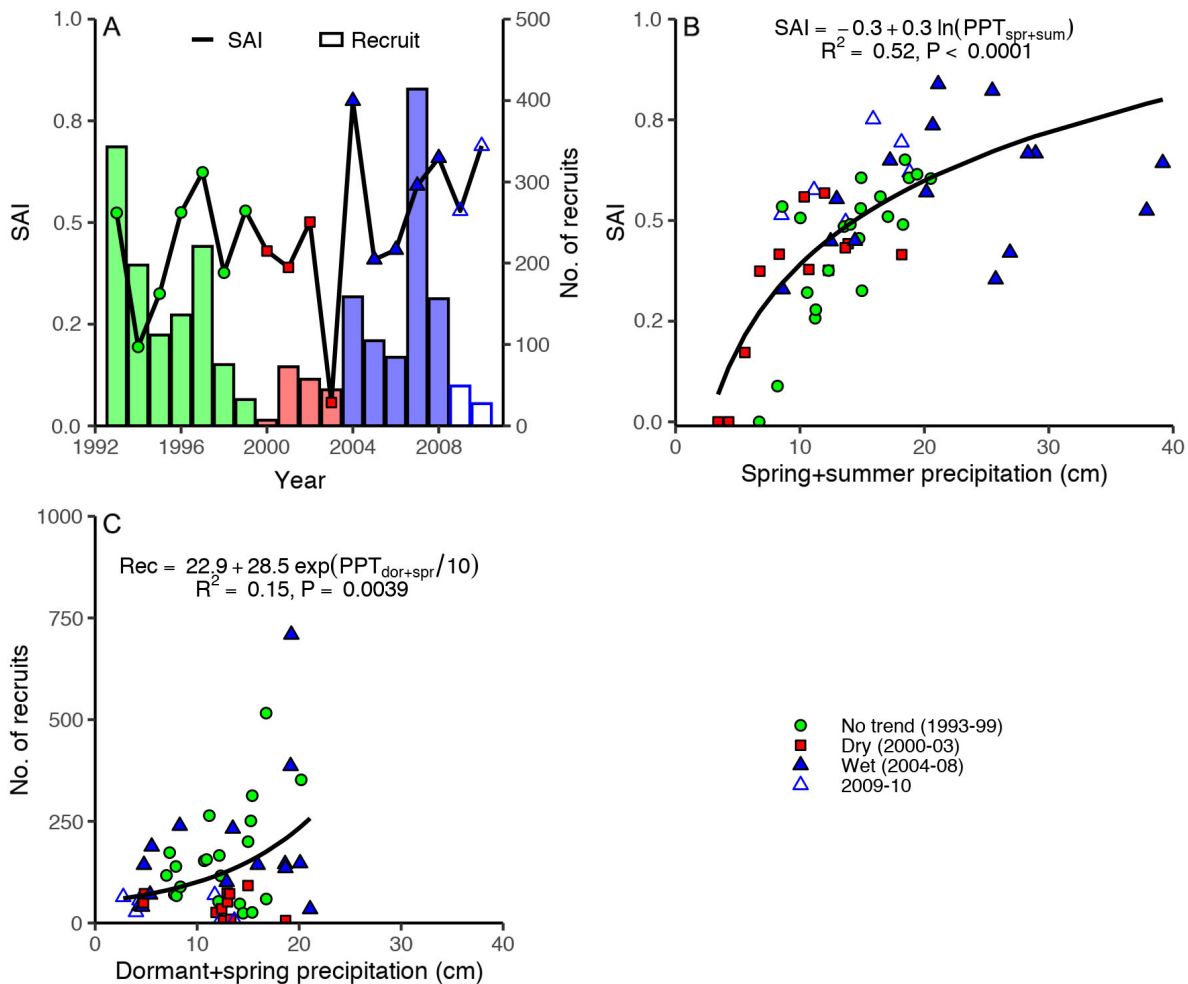 A
SAI
Recruit
1.0
0.8
0.5
0.2
0.0
SAI
500
400
300
200
100
0
No. of recruits
1992
1996
2000
2004
2008
Year
B
SAI = −0.3 + 0.3 ln(PPTspr+sum)
R2 = 0.52, P < 0.0001
1.0
0.8
0.5
0.2
0.0
SAI
0
10
20
30
40
Spring+summer precipitation (cm)
C
Rec = 22.9 + 28.5 exp(PPTdor+spr/10)
R2 = 0.15, P = 0.0039
1000
750
500
250
0
No. of recruits
0
10
20
30
40
Dormant+spring precipitation (cm)
No trend (1993-99)
Dry (2000-03)
Wet (2004-08)
2009-10